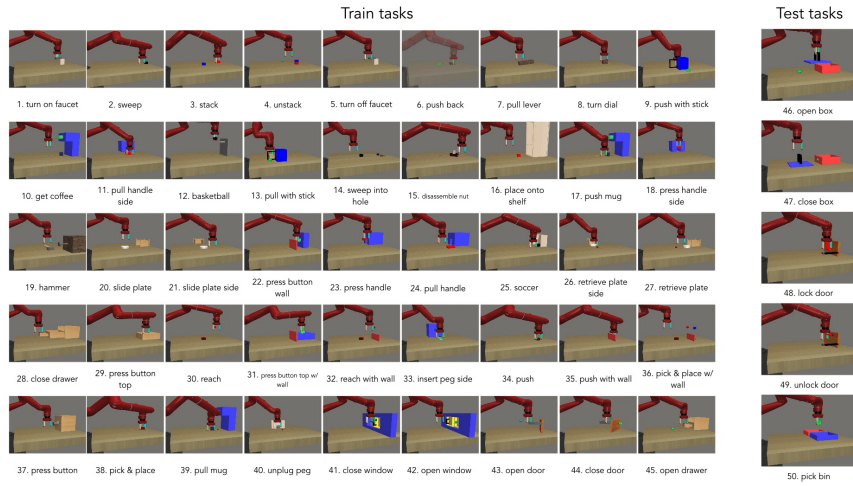 Train tasks
Test tasks
1. turn on faucet
2. sweep
3. stack
4. unstack
5. turn off faucet
6. push back
7. pull lever
8. turn dial
9. push with stick
46. open box
10. get coffee
11. pull handle
side
12. basketball
13. pull with stick
14. sweep into
hole
15. disassemble nut
16. place onto
shelf
17. push mug
18. press handle
side
47. close box
19. hammer
20. slide plate
21. slide plate side
22. press button
wall
23. press handle
24. pull handle
25. soccer
26. retrieve plate
side
27. retrieve plate
48. lock door
28. close drawer
29. press button
top
30. reach
31. press button top w/
wall
32. reach with wall
33. insert peg side
34. push
35. push with wall
36. pick & place w/
wall
49. unlock door
37. press button
38. pick & place
39. pull mug
40. unplug peg
41. close window
42. open window
43. open door
44. close door
45. open drawer
50. pick bin